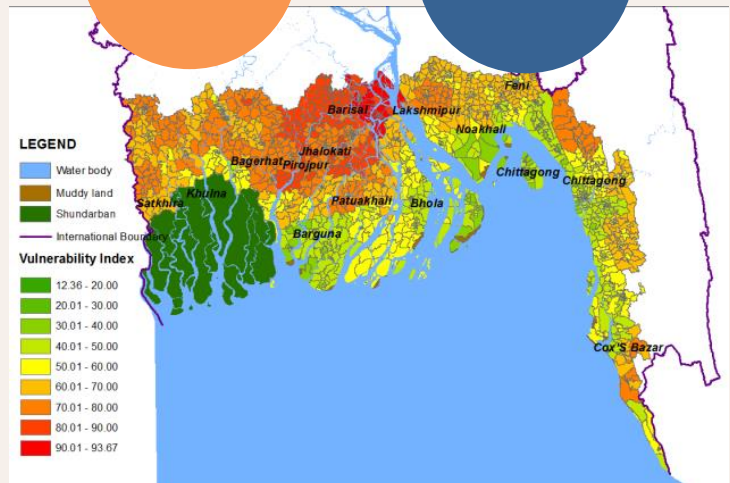 Feni
Barisal
Lakshmipur
Noakhali
LEGEND
Jhalokati
Bagerhat
Pirojpur
Chittagong
Chittagong
Water body
Muddy land
Khulna
Satkhira
Patuakhali
Bhola
Shundarban
Barguna
International Boundary
Vulnerability Index
12.36 - 20.00
20.01 - 30.00
30.01 - 40.00
40.01 - 50.00
50.01 - 60.00
60.01 - 70.00
70.01 - 80.00
80.01 - 90.00
90.01 - 93.67
Cox'S Bazar